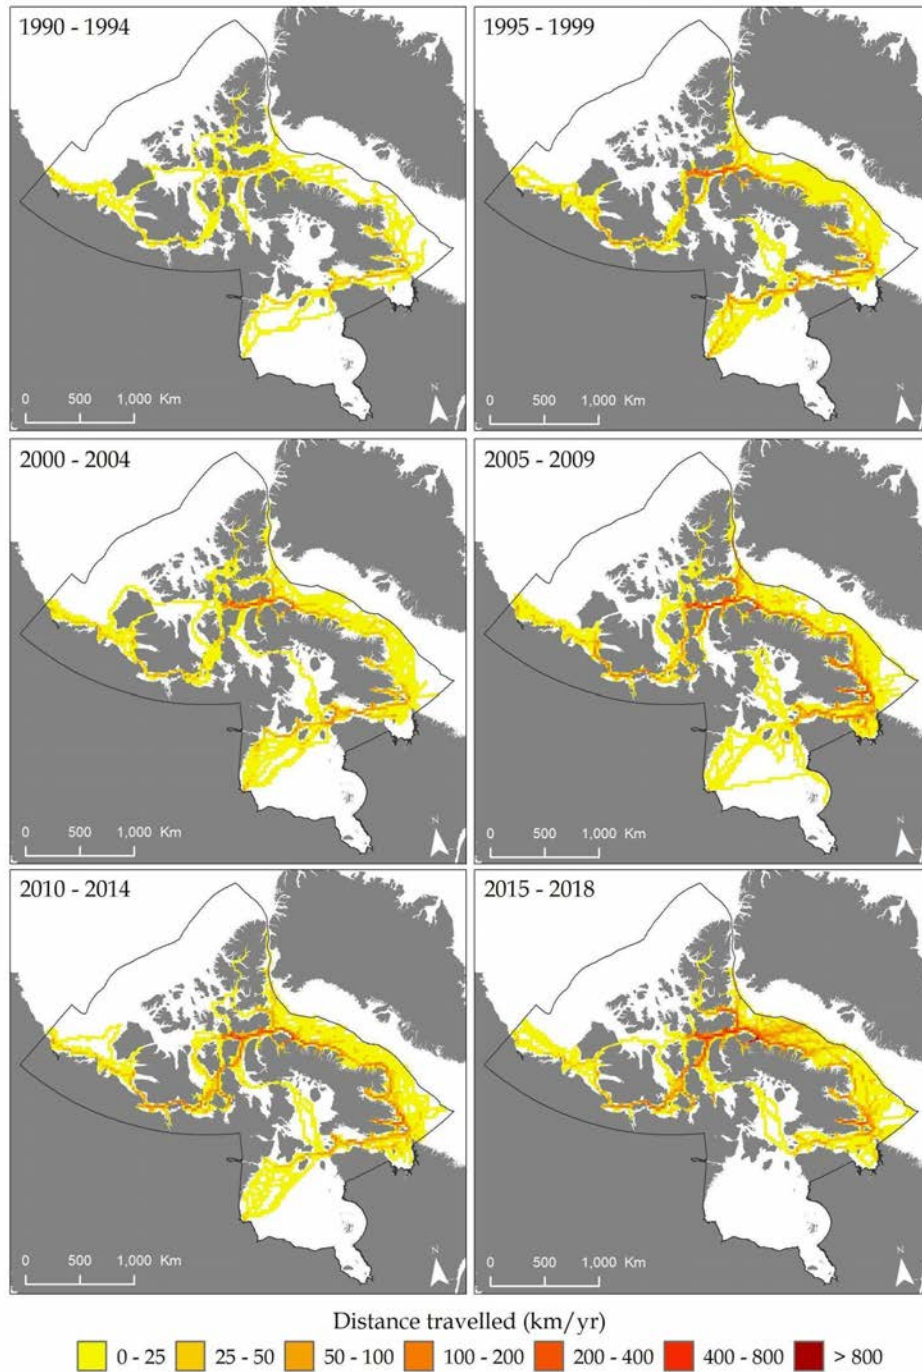 1990 - 1994
1995 - 1999
0 500 1,000 Km
N
0 500 1,000 Km
N
2000 - 2004
2005 - 2009
0 500 1,000 Km
N
0 500 1,000 Km
N
2010 - 2014
2015 - 2018
0 500 1,000 Km
N
0 500 1,000 Km
N
Distance travelled (km/yr)
0 - 25 25 - 50 50 - 100 100 - 200 200 - 400 400 - 800 > 800